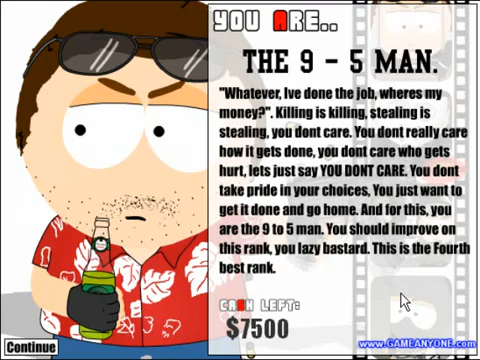 YOU ARE..
THE 9 - 5 MAN.
"Whatever, Ive done the job, wheres my
money?". Killing is killing, stealing is
stealing, you dont care. You dont really care
how it gets done, you dont care who gets
hurt, lets just say YOU DONT CARE. You dont
take pride in your choices, You just want to
get it done and go home. And for this, you
are the 9 to 5 man. You should improve on
this rank, you lazy bastard. This is the Fourth
best rank.
CASH LEFT:
$7500
Continue
www.GAMEANYONE.com